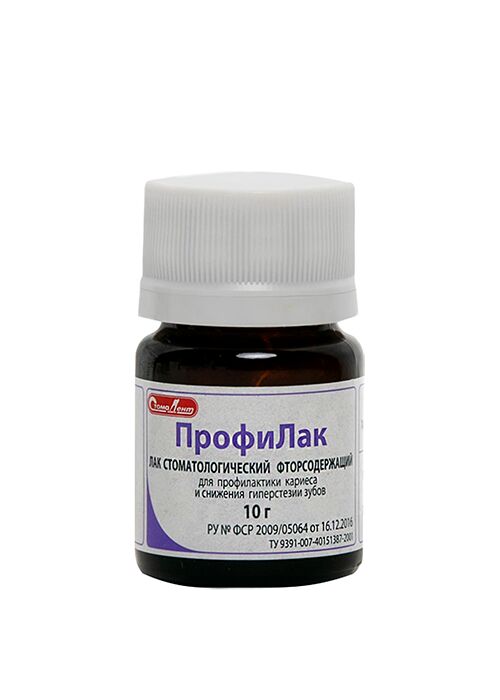 СтомаДент
ПрофиЛак
ЛАК СТОМАТОЛОГИЧЕСКИЙ ФТОРСОДЕРЖАЩИЙ
для профилактики кариеса
и снижения гиперстезии зубов
10 г
РУ № ФСР 2009/05064 от 16.12.2016
ТУ 9391-007-40151387-2001